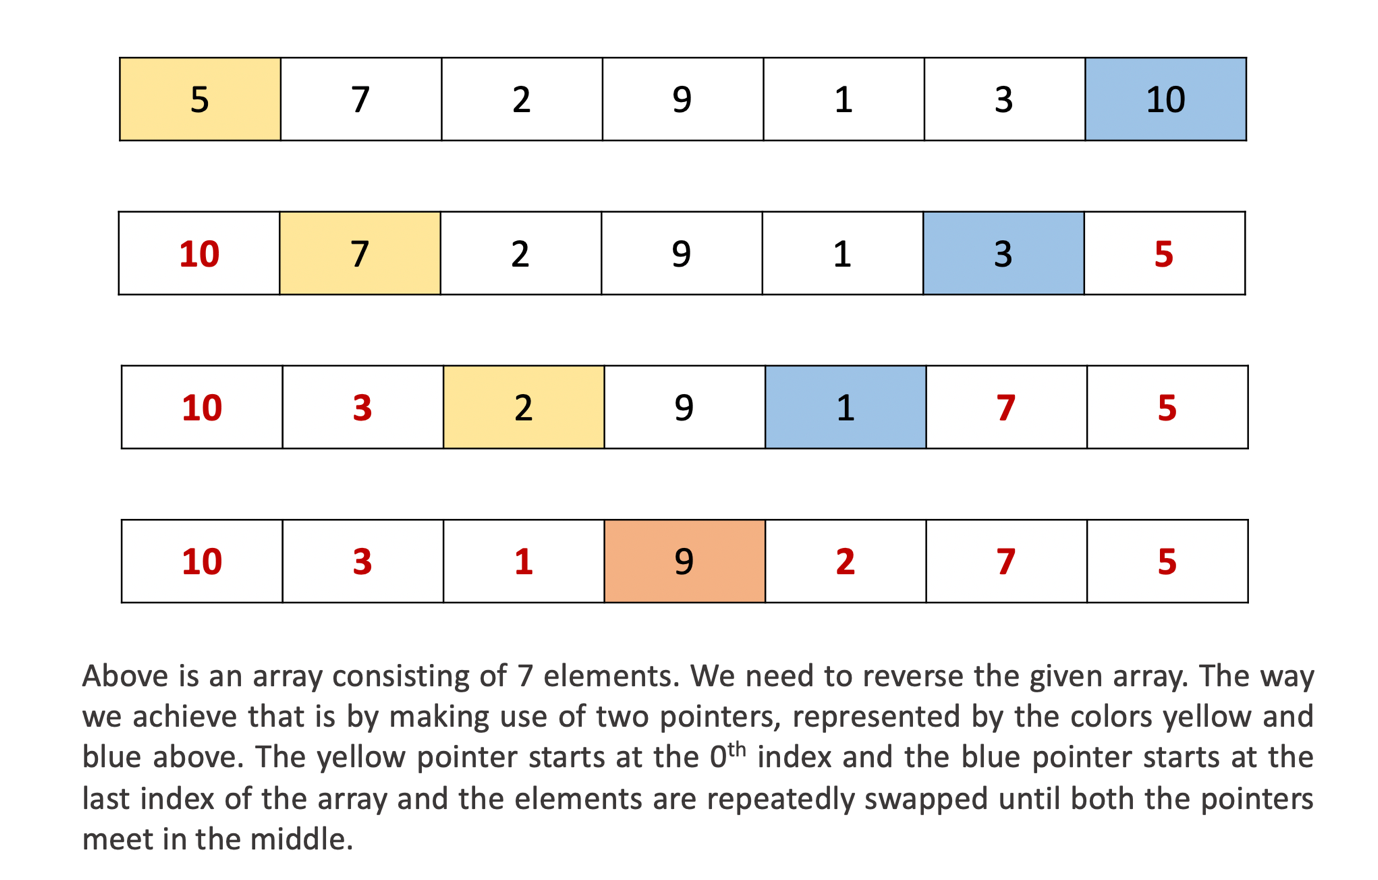 5 7 2 9 1 3 10
10 7 2 9 1 3 5
10 3 2 9 1 7 5
10 3 1 9 2 7 5
Above is an array consisting of 7 elements. We need to reverse the given array. The way
we achieve that is by making use of two pointers, represented by the colors yellow and
blue above. The yellow pointer starts at the 0th index and the blue pointer starts at the
last index of the array and the elements are repeatedly swapped until both the pointers
meet in the middle.